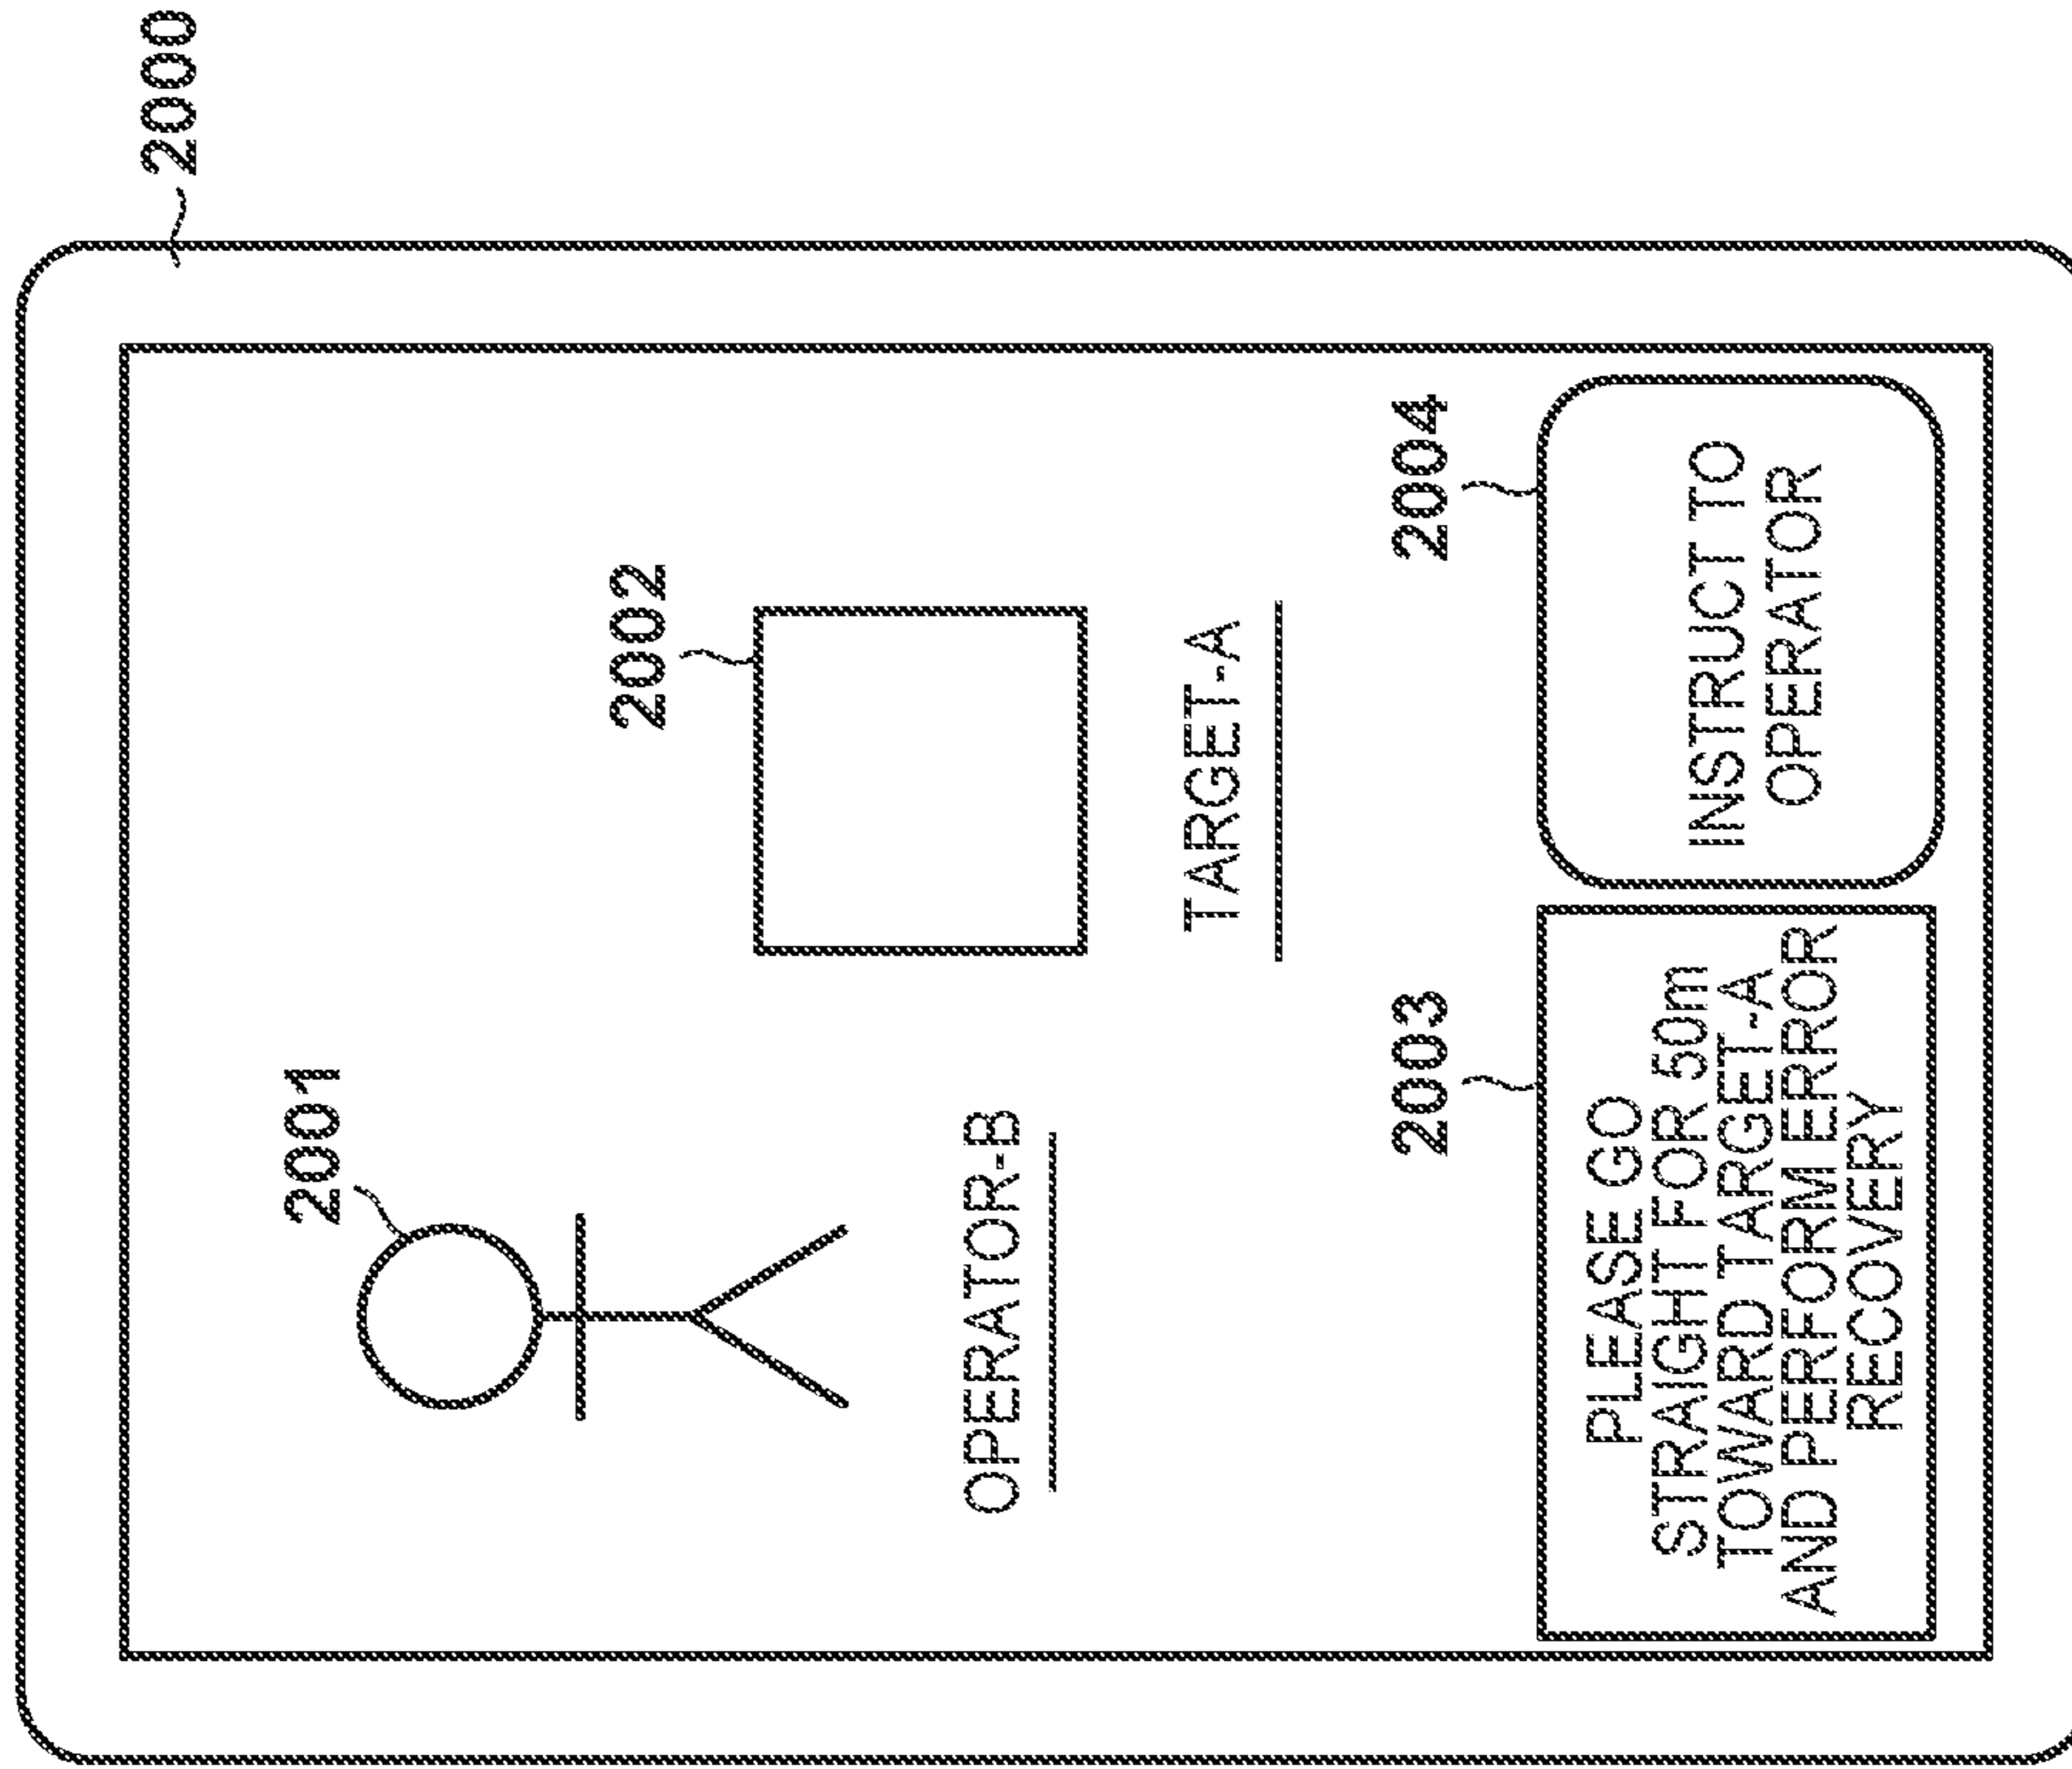 2000
2001
OPERATOR-B
2002
TARGET-A
2003
PLEASE GO
STRAIGHT FOR 50m
TOWARD TARGET-A
AND PERFORM ERROR
RECOVERY
2004
INSTRUCT TO
OPERATOR